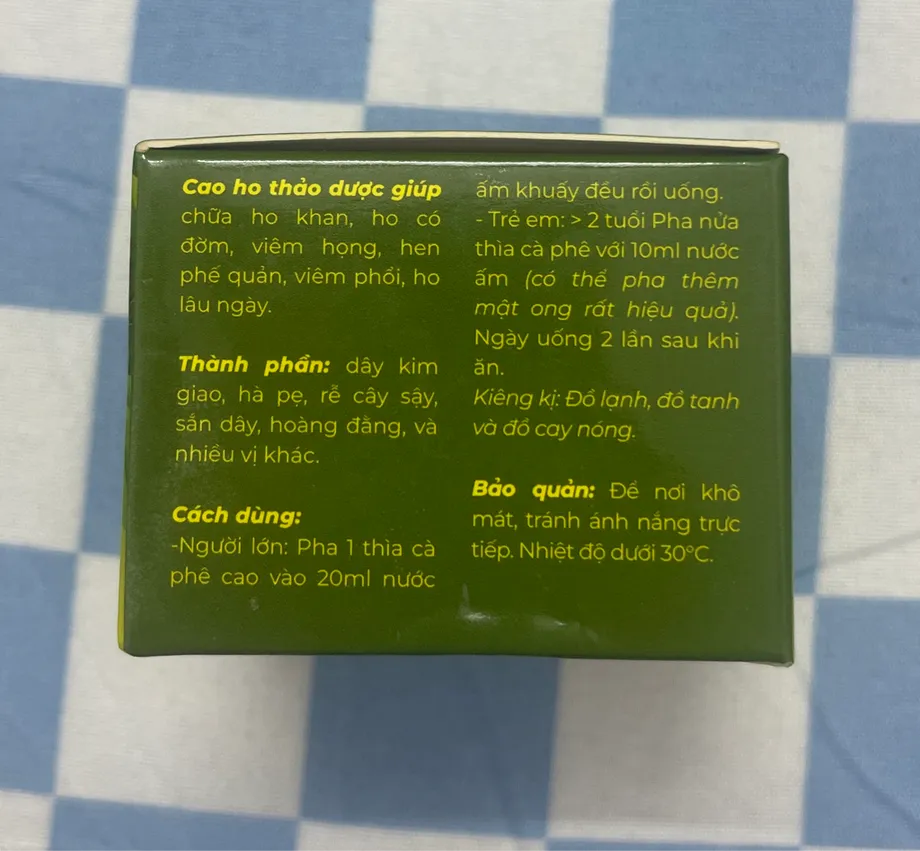 Cao ho thảo dược giúp
chữa ho khan, ho có
đờm, viêm họng, hen
phế quản, viêm phổi, ho
lâu ngày.
Thành phần: dây kim
giao, hà pẹ, rễ cây sậy,
sắn dây, hoàng đằng, và
nhiều vị khác.
Cách dùng:
-Người lớn: Pha 1 thìa cà
phê cao vào 20ml nước
ấm khuấy đều rồi uống.
- Trẻ em: > 2 tuổi Pha nửa
thìa cà phê với 10ml nước
ấm (có thể pha thêm
mật ong rất hiệu quả).
Ngày uống 2 lần sau khi
ăn.
Kiêng kị: Đồ lạnh, đồ tanh
và đồ cay nóng.
Bảo quản: Để nơi khô
mát, tránh ánh nắng trực
tiếp. Nhiệt độ dưới 30°C.